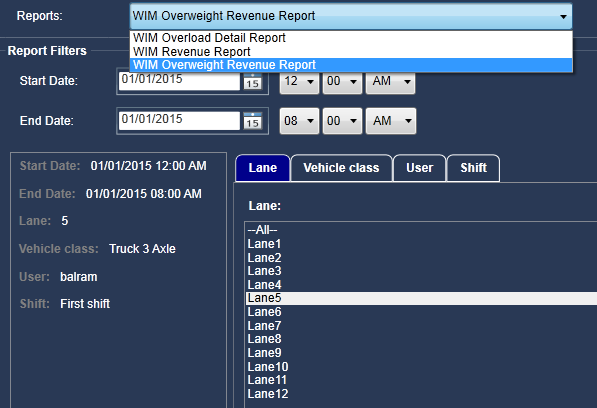 Reports: WIM Overweight Revenue Report
WIM Overload Detail Report
WIM Revenue Report
WIM Overweight Revenue Report
Report Filters
Start Date: 01/01/2015 15 12 00 AM
End Date: 01/01/2015 15 08 00 AM
Start Date: 01/01/2015 12:00 AM
End Date: 01/01/2015 08:00 AM
Lane: 5
Vehicle class: Truck 3 Axle
User: balram
Shift: First shift
Lane Vehicle class User Shift
Lane:
--All--
Lane1
Lane2
Lane3
Lane4
Lane5
Lane6
Lane7
Lane8
Lane9
Lane10
Lane11
Lane12